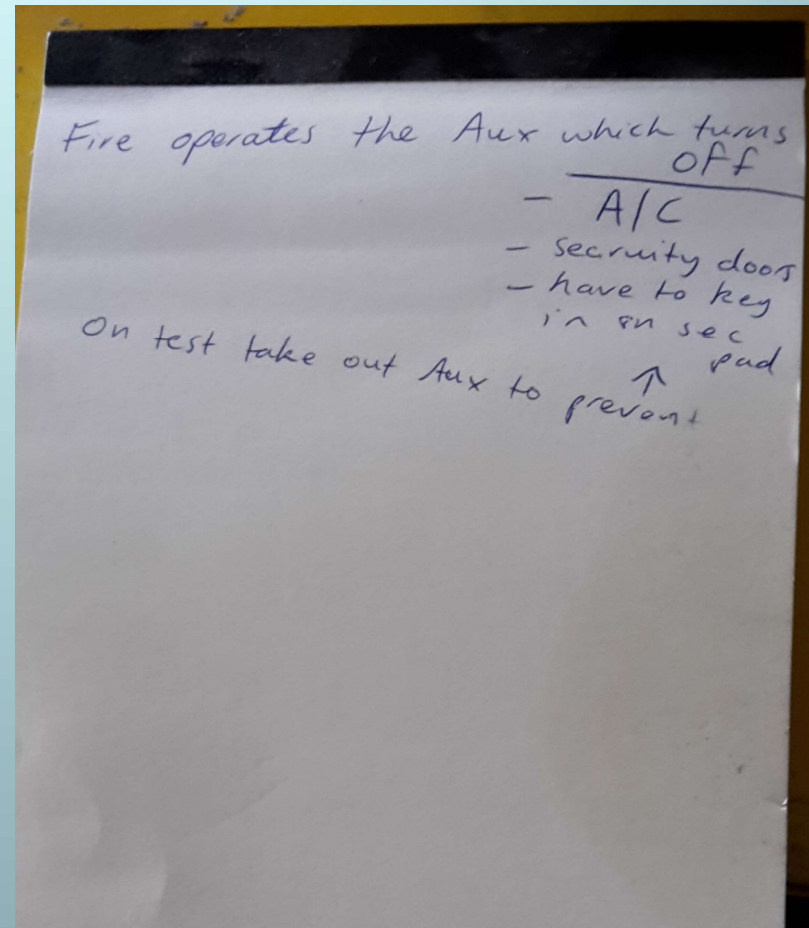 Fire operates the Aux which turns
off
- A/C
- secruity doors
- have to key
in on sec
pad
On test take out Aux to prevent
↑